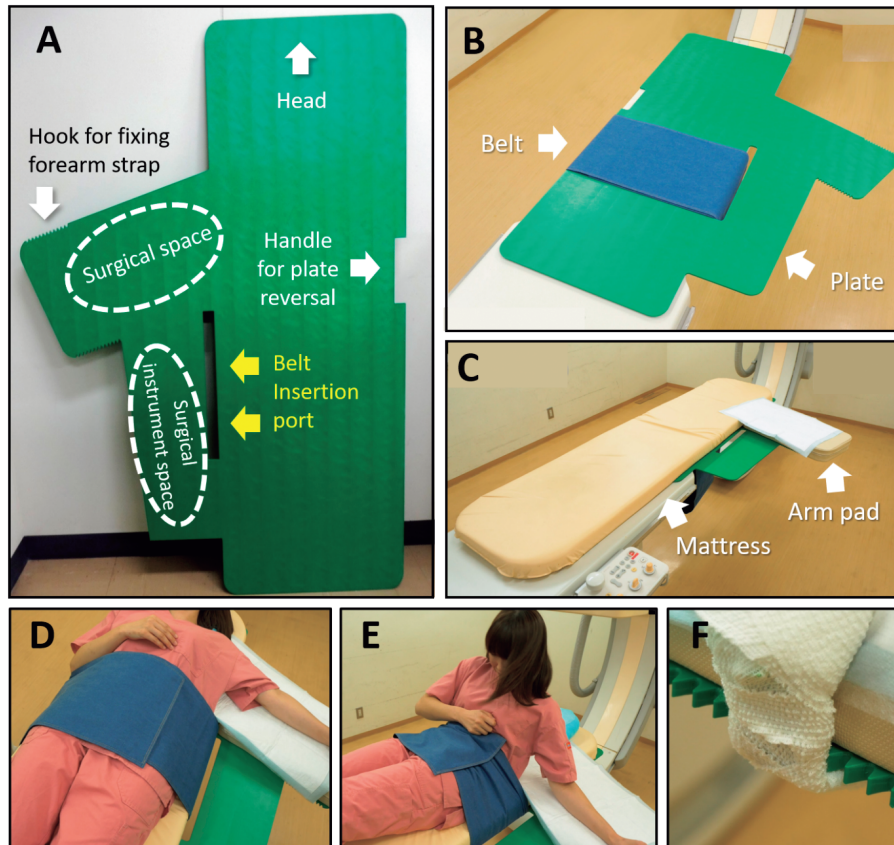 A
Head
Hook for fixing
forearm strap
Surgical space
Handle
for plate
reversal
Belt
Insertion
port
Surgical
instrument space
B
Belt
Plate
C
Arm pad
Mattress
D
E
F